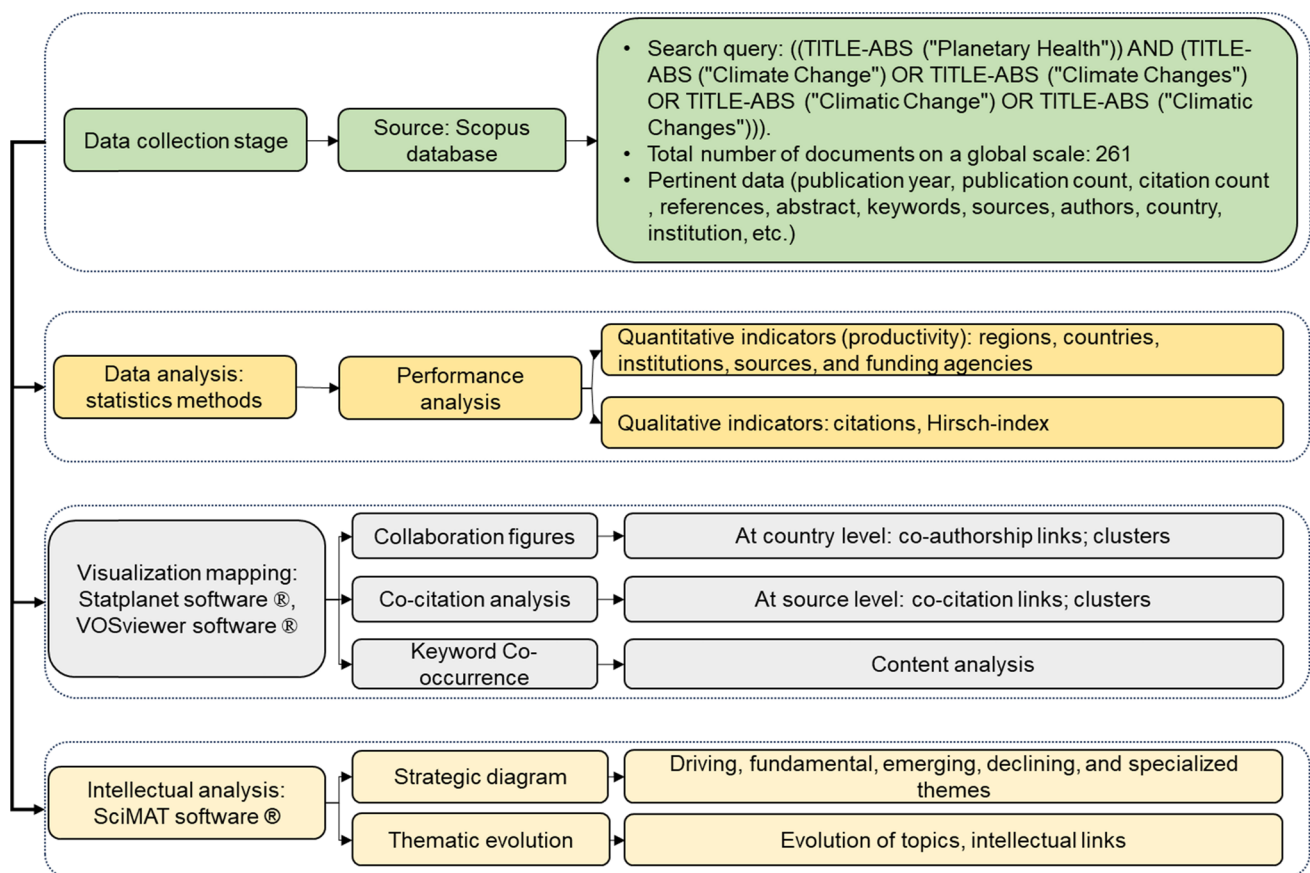 Data collection stage
Source: Scopus
database
• Search query: ((TITLE-ABS ("Planetary Health")) AND (TITLE-
ABS ("Climate Change") OR TITLE-ABS ("Climate Changes")
OR TITLE-ABS ("Climatic Change") OR TITLE-ABS ("Climatic
Changes"))).
• Total number of documents on a global scale: 261
• Pertinent data (publication year, publication count, citation count
, references, abstract, keywords, sources, authors, country,
institution, etc.)
Data analysis:
statistics methods
Performance
analysis
Quantitative indicators (productivity): regions, countries,
institutions, sources, and funding agencies
Qualitative indicators: citations, Hirsch-index
Visualization mapping:
Statplanet software ®,
VOSviewer software ®
Collaboration figures
At country level: co-authorship links; clusters
Co-citation analysis
At source level: co-citation links; clusters
Keyword Co-
occurrence
Content analysis
Intellectual analysis:
SciMAT software ®
Strategic diagram
Driving, fundamental, emerging, declining, and specialized
themes
Thematic evolution
Evolution of topics, intellectual links